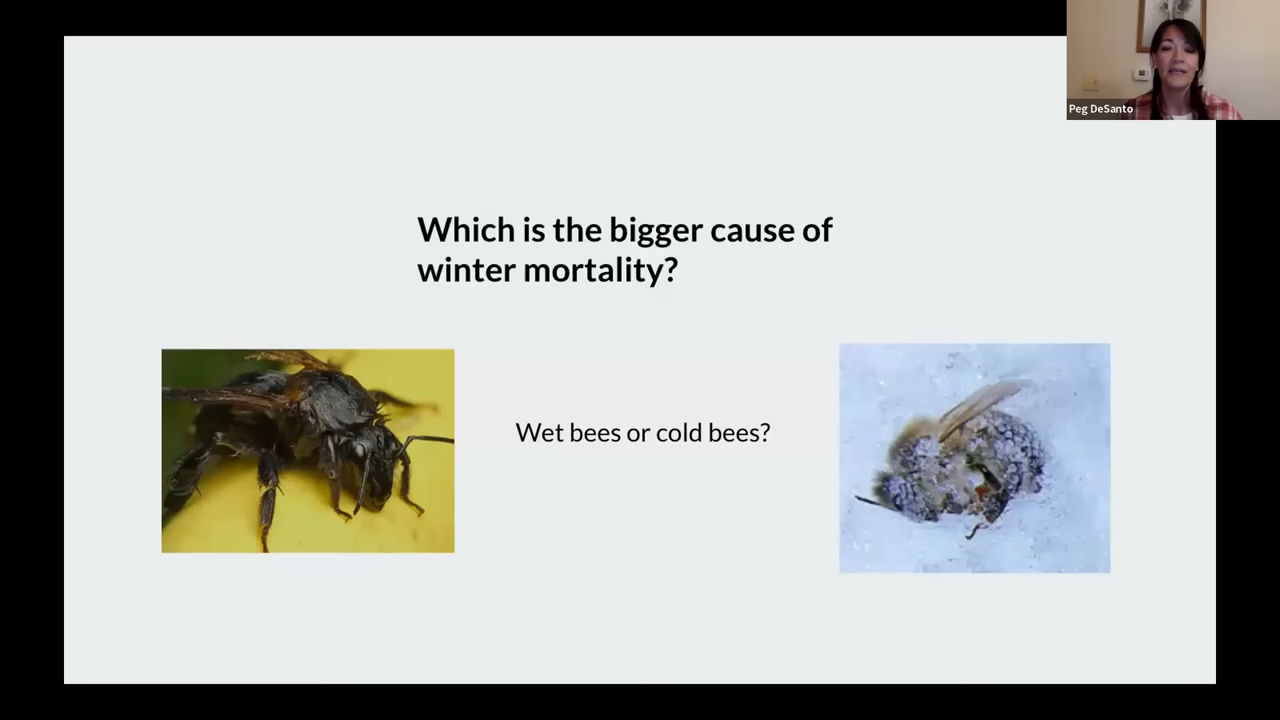 Peg DeSanto
Which is the bigger cause of
winter mortality?
Wet bees or cold bees?